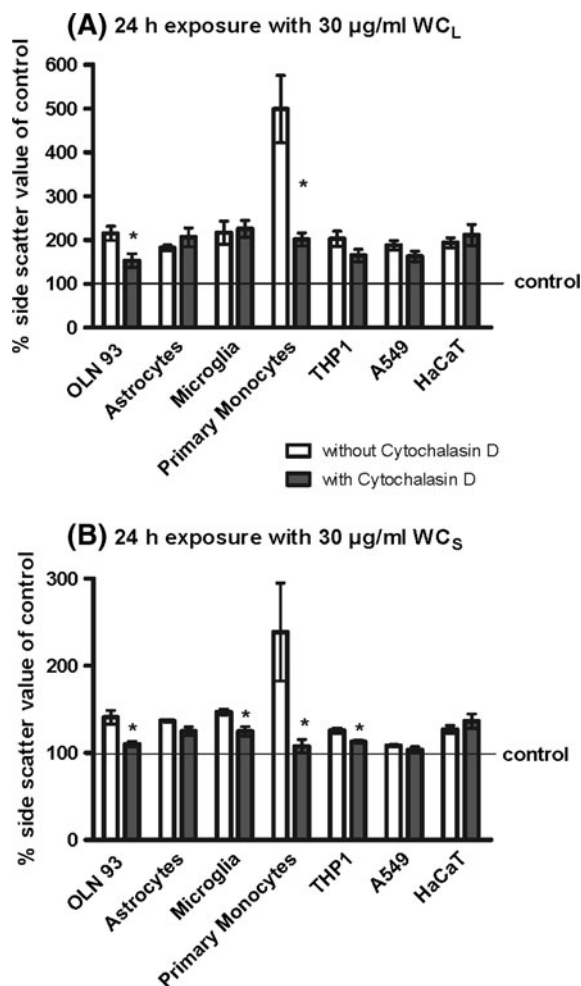 (A) 24 h exposure with 30 µg/ml WCL
% side scatter value of control
600
500
400
300
200
100
0
*
*
control
OLN 93
Astrocytes
Microglia
Primary Monocytes
THP1
A549
HaCaT
without Cytochalasin D
with Cytochalasin D
(B) 24 h exposure with 30 µg/ml WCS
% side scatter value of control
300
200
100
0
*
*
*
*
control
OLN 93
Astrocytes
Microglia
Primary Monocytes
THP1
A549
HaCaT